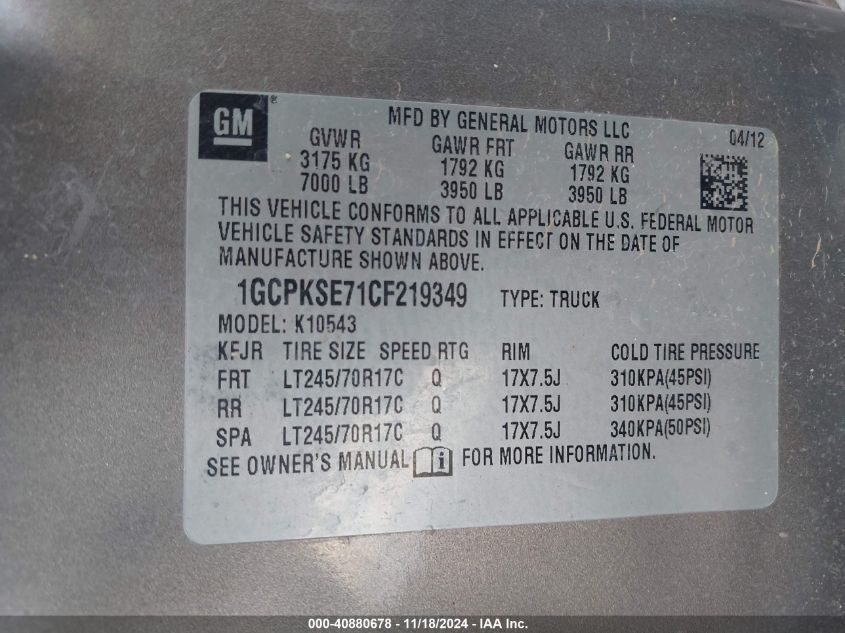 GM ®
MFD BY GENERAL MOTORS LLC
04/12
GVWR GAWR FRT GAWR RR
3175 KG 1792 KG 1792 KG
7000 LB 3950 LB 3950 LB
THIS VEHICLE CONFORMS TO ALL APPLICABLE U.S. FEDERAL MOTOR
VEHICLE SAFETY STANDARDS IN EFFECT ON THE DATE OF
MANUFACTURE SHOWN ABOVE.
1GCPKSE71CF219349 TYPE: TRUCK
MODEL: K10543
KFJR TIRE SIZE SPEED RTG RIM COLD TIRE PRESSURE
FRT LT245/70R17C Q 17X7.5J 310KPA(45PSI)
RR LT245/70R17C Q 17X7.5J 310KPA(45PSI)
SPA LT245/70R17C Q 17X7.5J 340KPA(50PSI)
SEE OWNER'S MANUAL i FOR MORE INFORMATION.
000-40880678 - 11/18/2024 - IAA Inc.